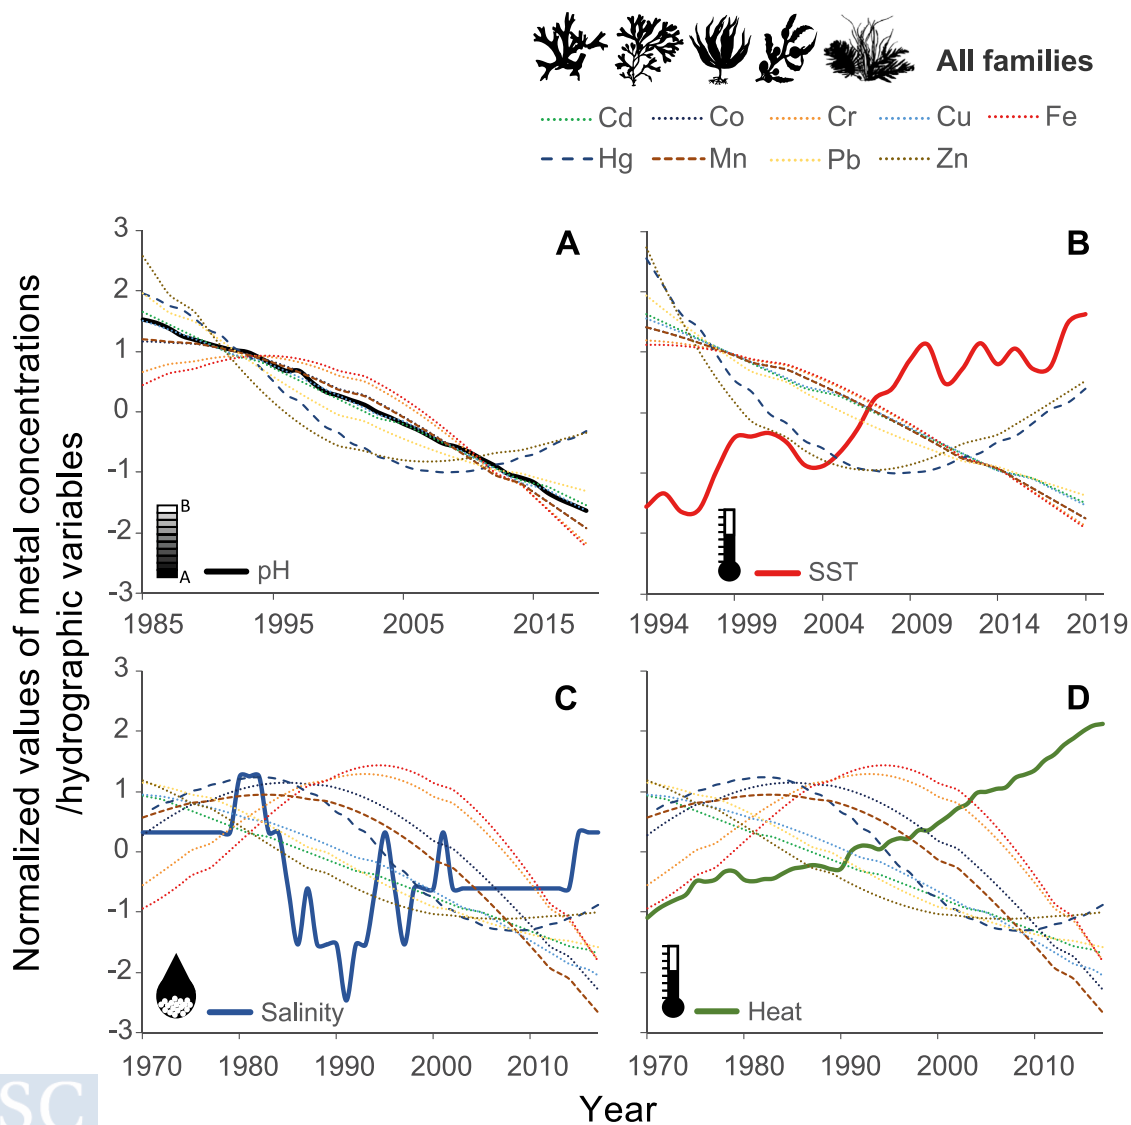 All families
Cd Co Cr Cu Fe
Hg Mn Pb Zn
Normalized values of metal concentrations
/hydrographic variables
3
2
1
0
-1
-2
-3
A
B
A
pH
1985 1995 2005 2015
B
SST
1994 1999 2004 2009 2014 2019
3
2
1
0
-1
-2
-3
C
Salinity
1970 1980 1990 2000 2010
D
Heat
1970 1980 1990 2000 2010
Year
SC